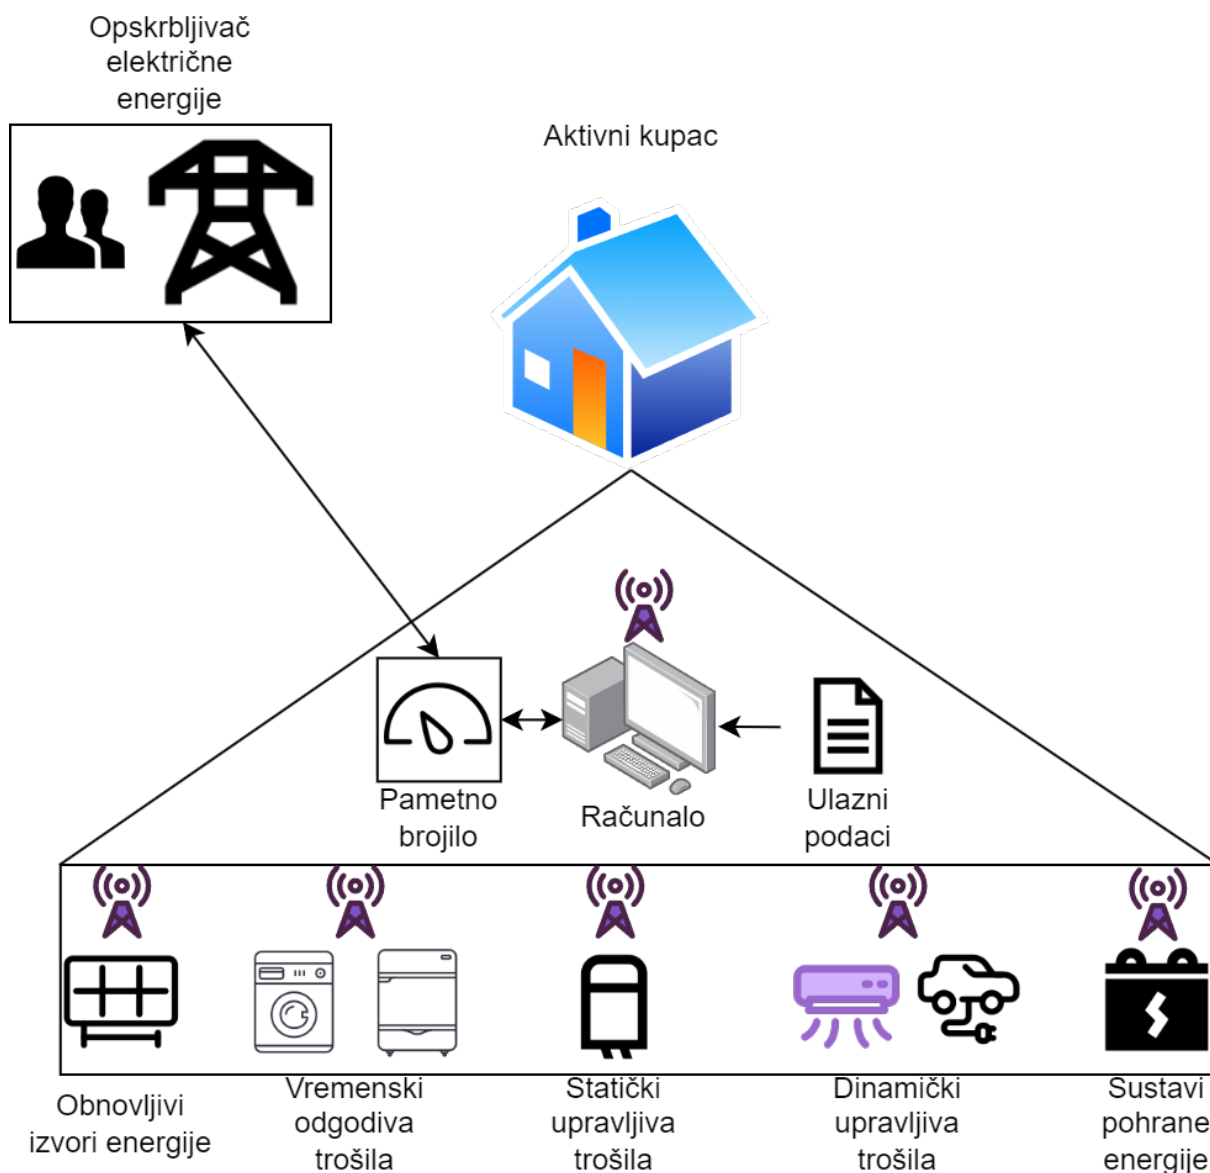 Opskrbljivač
električne
energije
Aktivni kupac
Pametno
brojilo
Računalo
Ulazni
podaci
Obnovljivi
izvori energije
Vremenski
odgodiva
trošila
Statički
upravljiva
trošila
Dinamički
upravljiva
trošila
Sustavi
pohrane
energije